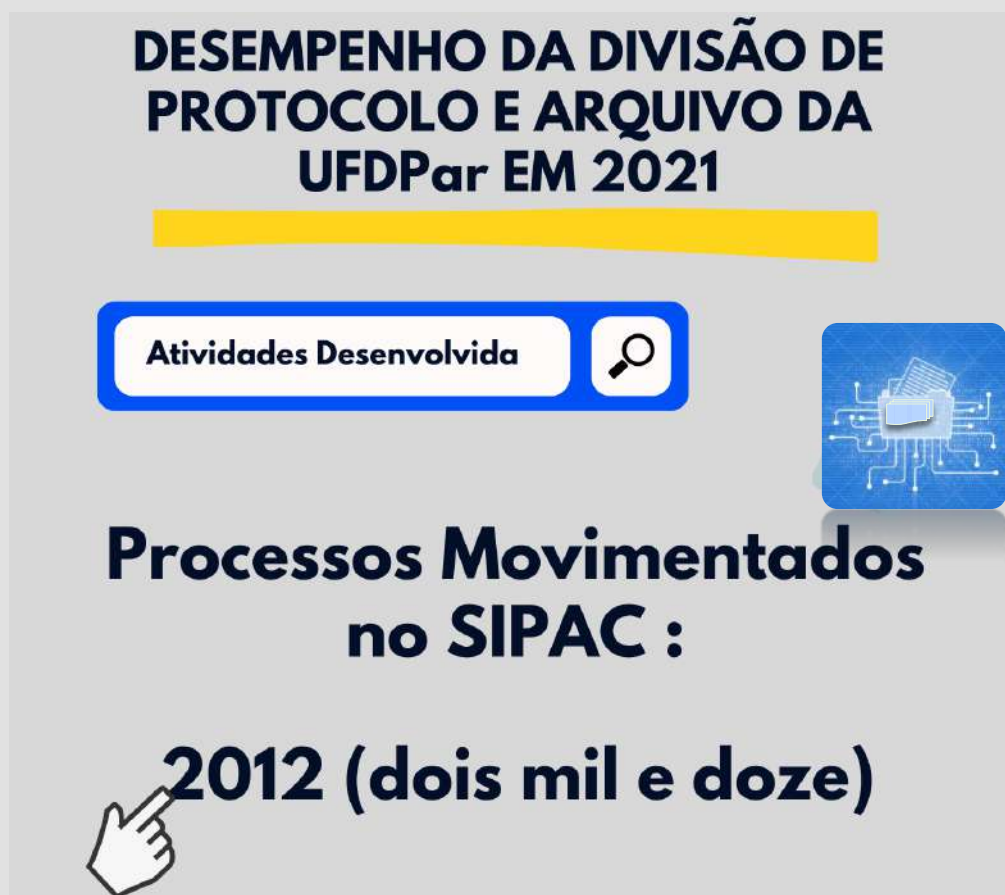 DESEMPENHO DA DIVISÃO DE
PROTOCOLO E ARQUIVO DA
UFDPar EM 2021
Atividades Desenvolvida
Processos Movimentados
no SIPAC :
2012 (dois mil e doze)